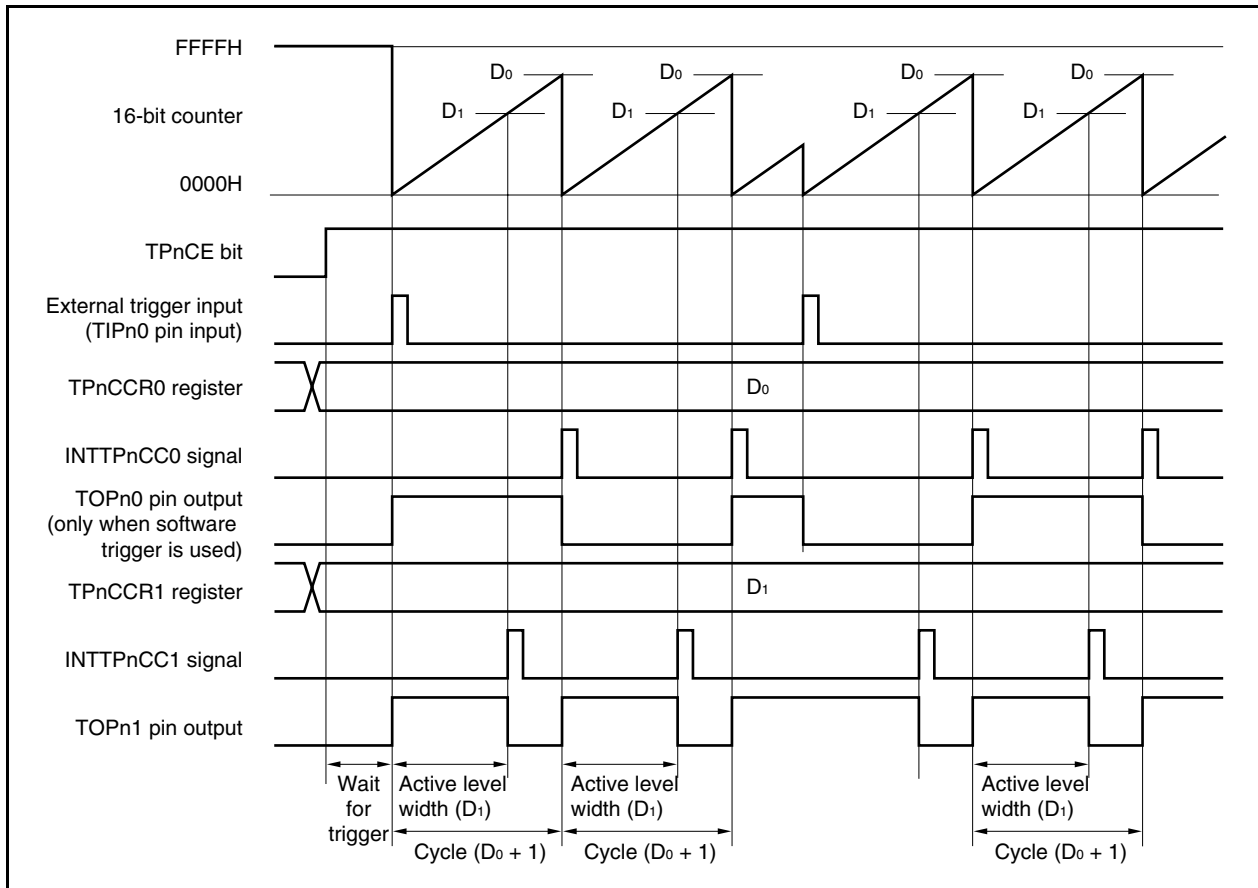 FFFFH
D0 D0 D0 D0
16-bit counter
D1 D1 D1 D1
0000H
TPnCE bit
External trigger input
(TIPn0 pin input)
TPnCCR0 register
D0
INTTPnCC0 signal
TOPn0 pin output
(only when software
trigger is used)
TPnCCR1 register
D1
INTTPnCC1 signal
TOPn1 pin output
Wait
for
trigger
Active level
width (D1)
Active level
width (D1)
Active level
width (D1)
Cycle (D0 + 1)
Cycle (D0 + 1)
Cycle (D0 + 1)